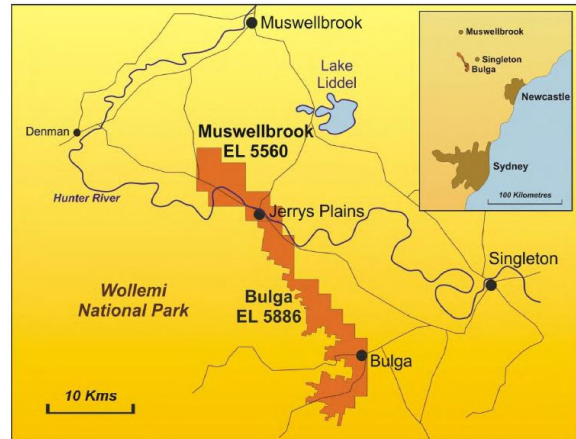 Muswellbrook
Lake
Liddel
Denman
Muswellbrook
EL 5560
Hunter River
Jerrys Plains
Singleton
Wollemi
National Park
Bulga
EL 5886
Bulga
10 Kms
Muswellbrook
Singleton
Bulga
Newcastle
Sydney
100 Kilometres